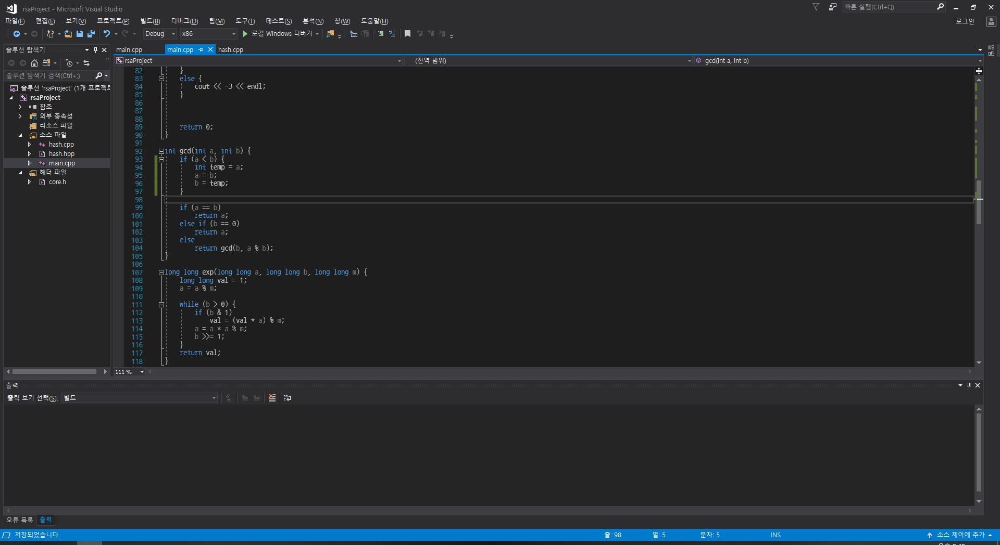 rsaProject - Microsoft Visual Studio
빠른 실행(Ctrl+Q)
파일(F) 편집(E) 보기(V) 프로젝트(P) 빌드(B) 디버그(D) 팀(M) 도구(T) 테스트(S) 분석(N) 창(W) 도움말(H)
로그인
Debug x86 로컬 Windows 디버거
솔루션 탐색기
솔루션 탐색기 검색(Ctrl+;)
솔루션 'rsaProject' (1개 프로젝트
rsaProject
참조
외부 종속성
리소스 파일
소스 파일
hash.cpp
hash.hpp
main.cpp
헤더 파일
core.h
main.cpp main.cpp hash.cpp
rsaProject (전역 범위) gcd(int a, int b)
82 }
83 else {
84 cout << -3 << endl;
85 }
86
87
88
89 return 0;
90 }
91
92 int gcd(int a, int b) {
93 if (a < b) {
94 int temp = a;
95 a = b;
96 b = temp;
97 }
98
99 if (a == b)
100 return a;
101 else if (b == 0)
102 return a;
103 else
104 return gcd(b, a % b);
105 }
106
107 long long exp(long long a, long long b, long long m) {
108 long long val = 1;
109 a = a % m;
110
111 while (b > 0) {
112 if (b & 1)
113 val = (val * a) % m;
114 a = a * a % m;
115 b >>= 1;
116 }
117 return val;
118 }
111 %
출력
출력 보기 선택(S): 빌드
오류 목록 출력
저장되었습니다.
줄: 98 열: 5 문자: 5 INS
소스 제어에 추가